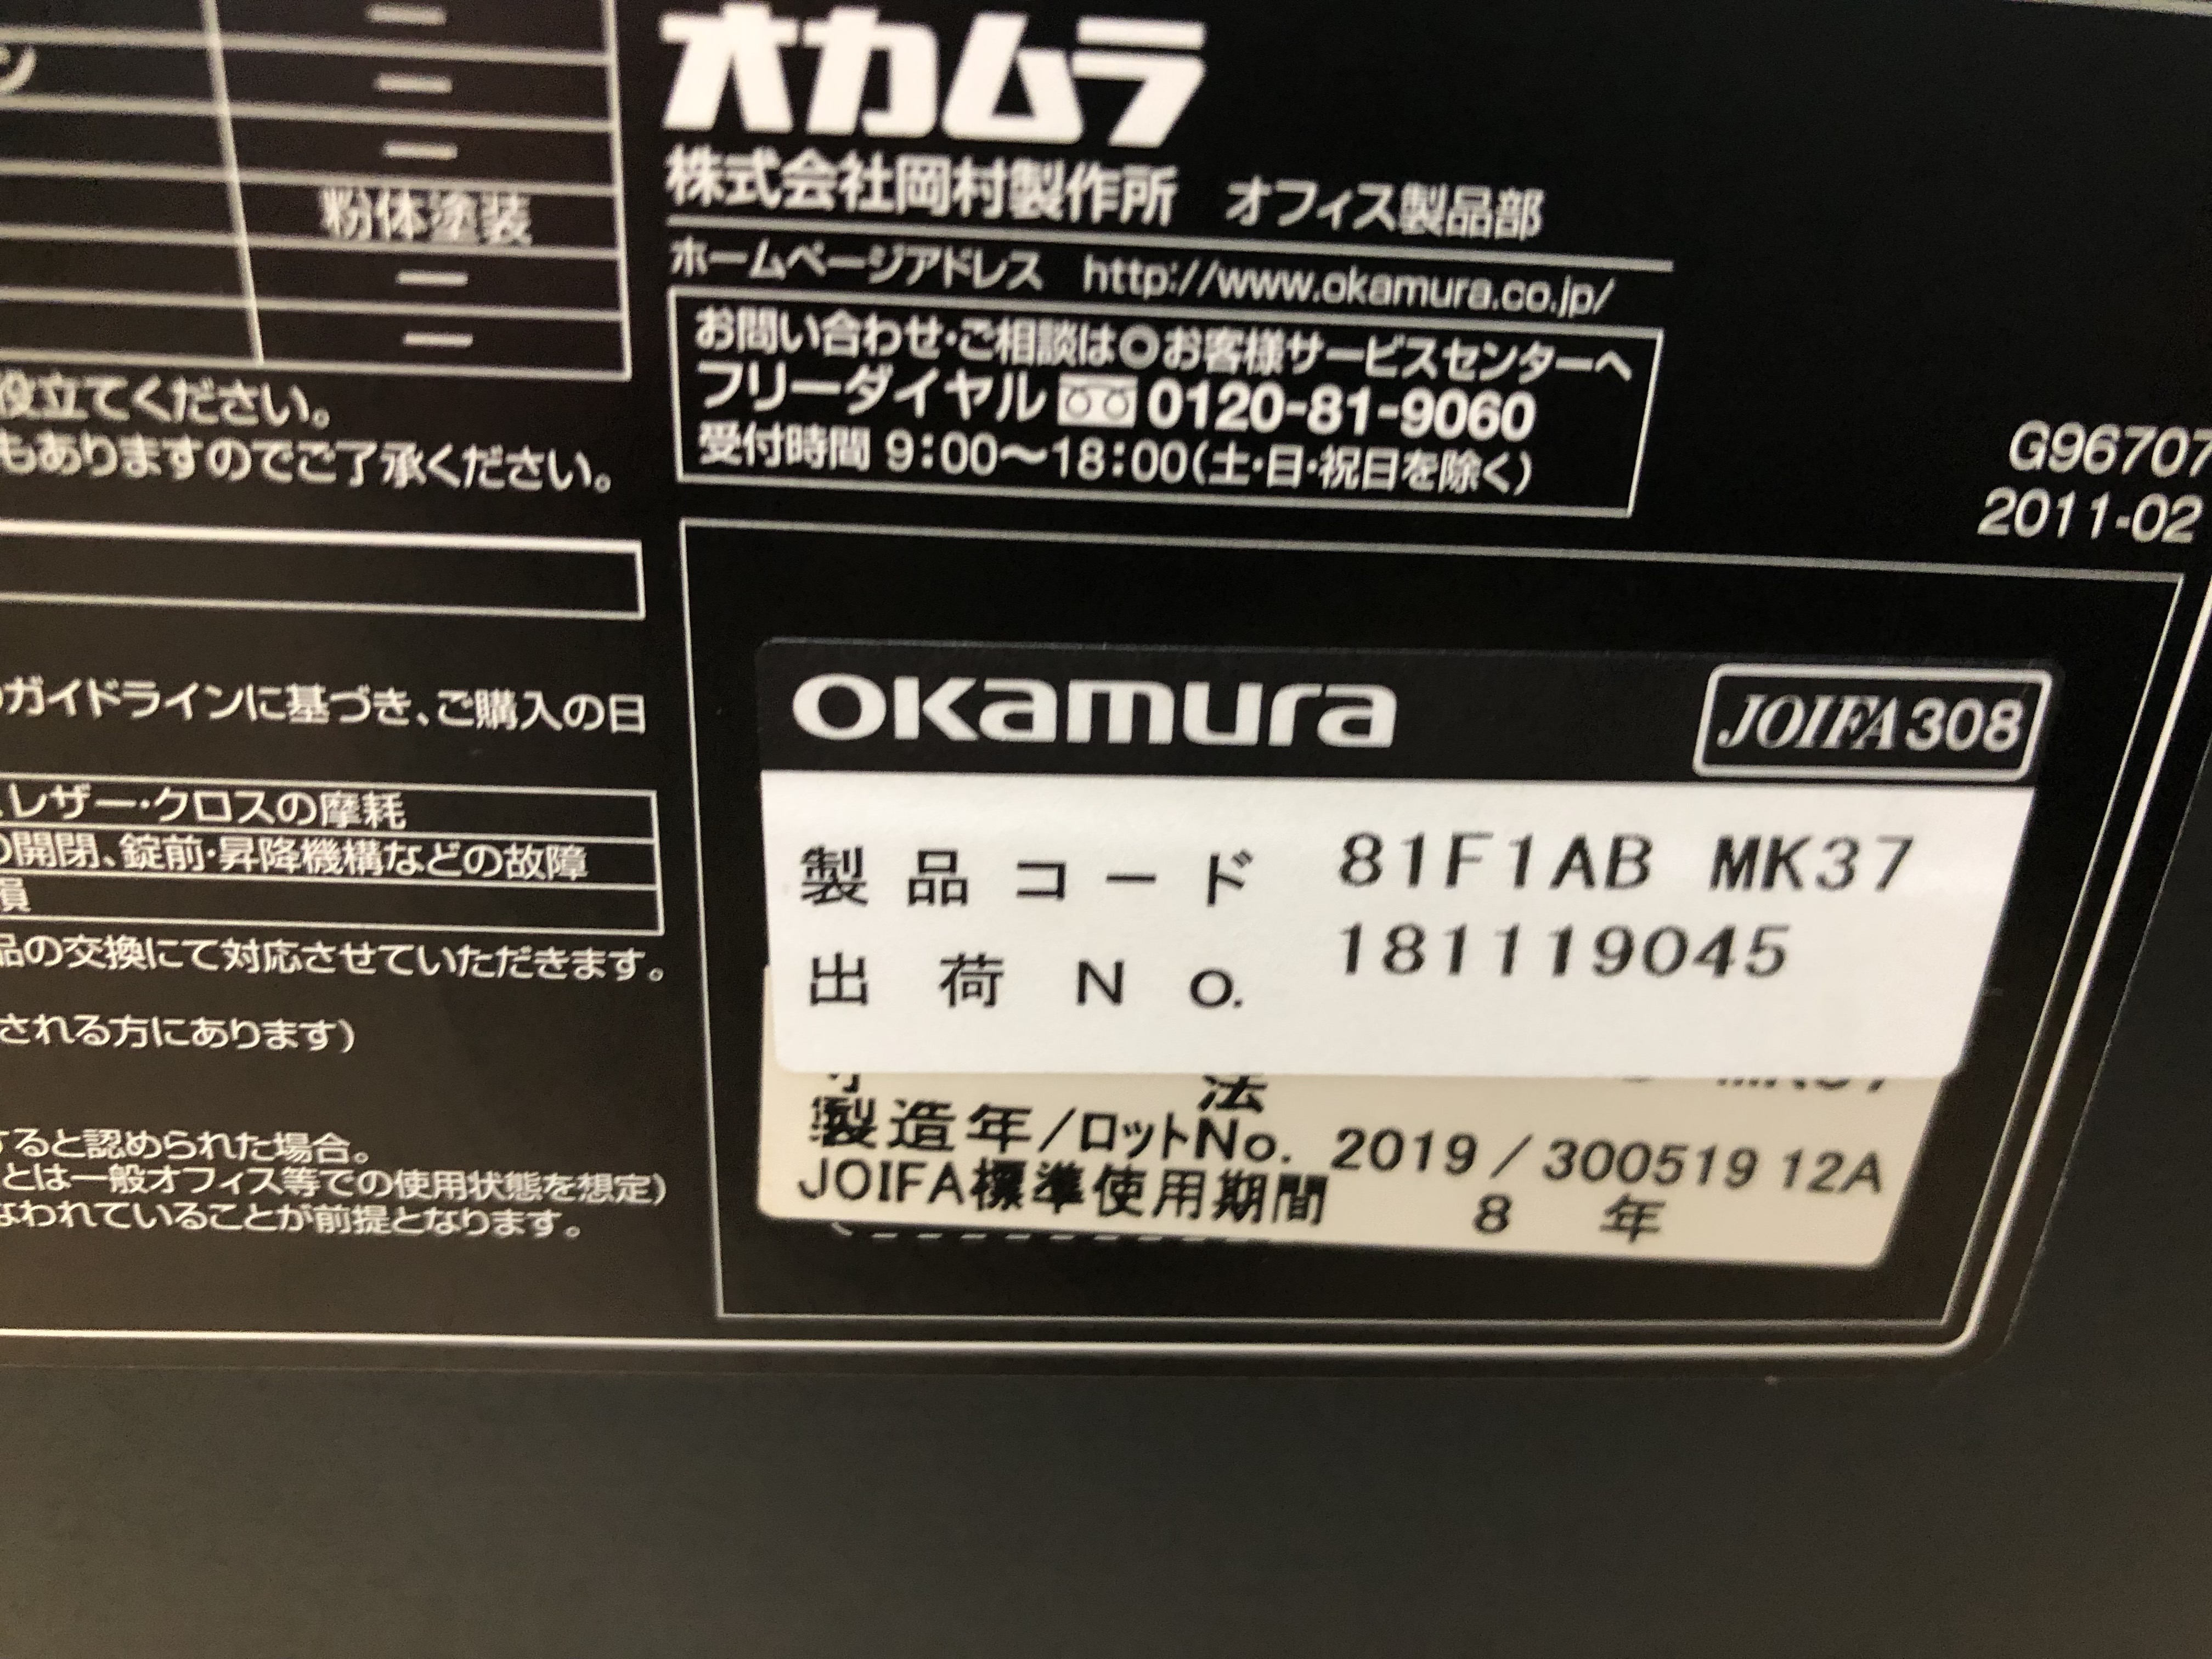 ン
粉体塗装
役立てください。
もありますのでご了承ください。
ガイドラインに基づき、ご購入の日
レザー・クロスの摩耗
の開閉、錠前・昇降機構などの故障
損
品の交換にて対応させていただきます。
される方にあります)
すると認められた場合。
とは一般オフィス等での使用状態を想定)
なわれていることが前提となります。
オカムラ
株式会社岡村製作所 オフィス製品部
ホームページアドレス http://www.okamura.co.jp/
お問い合わせ・ご相談は◎お客様サービスセンターへ
フリーダイヤル 0120-81-9060
受付時間 9:00〜18:00(土・日・祝日を除く)
G96707
2011-02
OKamura JOIFA308
製品コード 81F1AB MK37
出荷No. 181119045
寸法 MK37
製造年/ロットNo. 2019/300519 12A
JOIFA標準使用期間 8 年